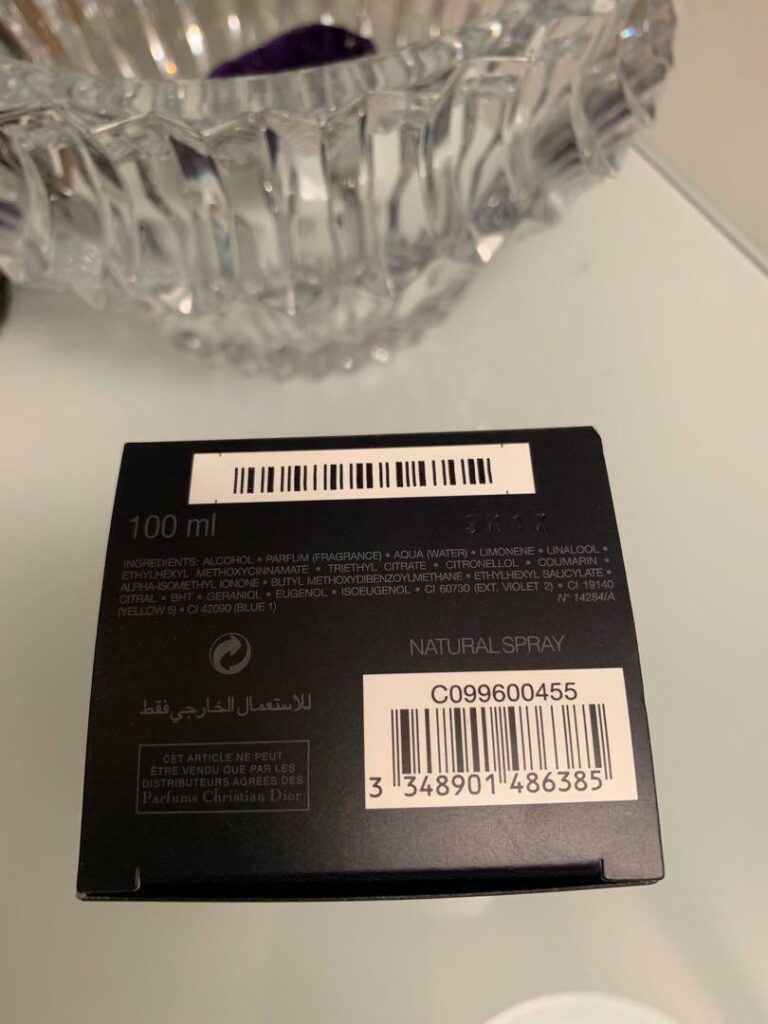 100 ml
INGREDIENTS: ALCOHOL • PARFUM (FRAGRANCE) • AQUA (WATER) • LIMONENE • LINALOOL •
ETHYLHEXYL METHOXYCINNAMATE • TRIETHYL CITRATE • CITRONELLOL • COUMARIN •
ALPHA-ISOMETHYL IONONE • BUTYL METHOXYDIBENZOYLMETHANE • ETHYLHEXYL SALICYLATE •
CITRAL • BHT • GERANIOL • EUGENOL • ISOEUGENOL • CI 60730 (EXT. VIOLET 2) • CI 19140
(YELLOW 5) • CI 42090 (BLUE 1)
N° 14284/A
NATURAL SPRAY
للاستعمال الخارجي فقط
CET ARTICLE NE PEUT
ÊTRE VENDU QUE PAR LES
DISTRIBUTEURS AGRÉÉS DES
Parfums Christian Dior
C099600455
3 348901 486385